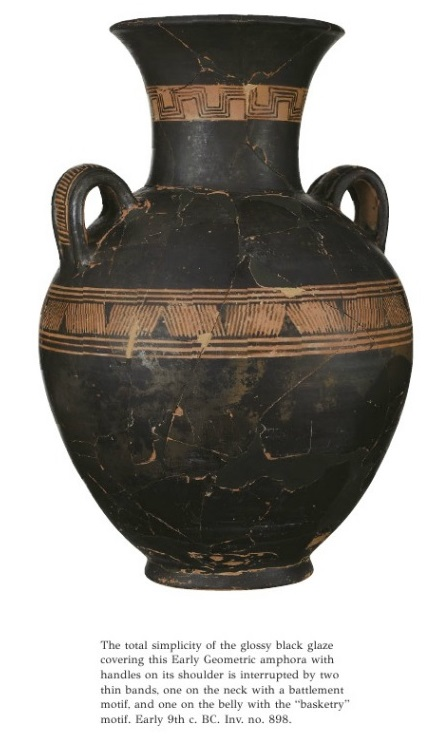 The total simplicity of the glossy black glaze
covering this Early Geometric amphora with
handles on its shoulder is interrupted by two
thin bands, one on the neck with a battlement
motif, and one on the belly with the “basketry”
motif. Early 9th c. BC. Inv. no. 898.